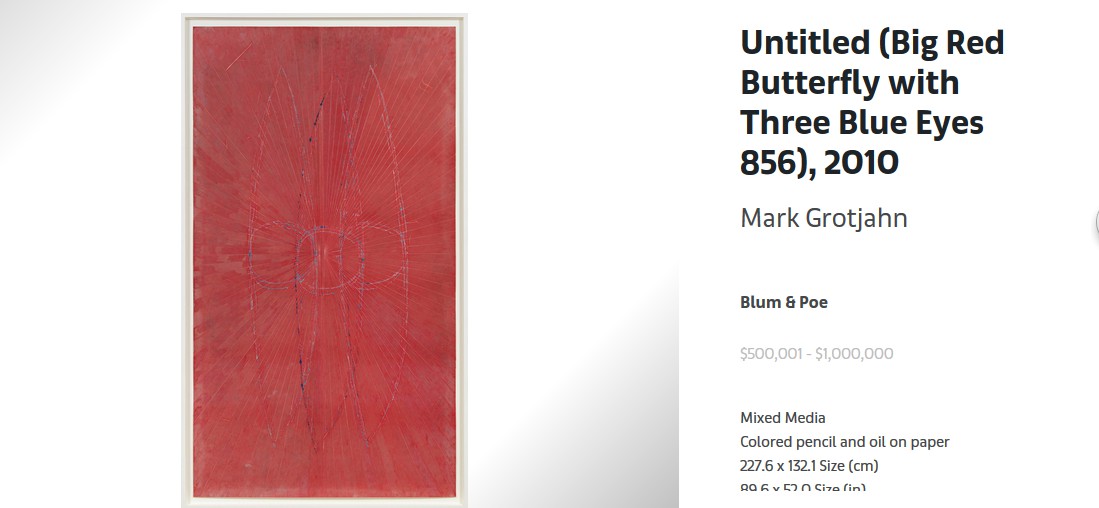 Untitled (Big Red
Butterfly with
Three Blue Eyes
856), 2010
Mark Grotjahn
Blum & Poe
$500,001 - $1,000,000
Mixed Media
Colored pencil and oil on paper
227.6 x 132.1 Size (cm)
89.6 x 52.0 Size (in)